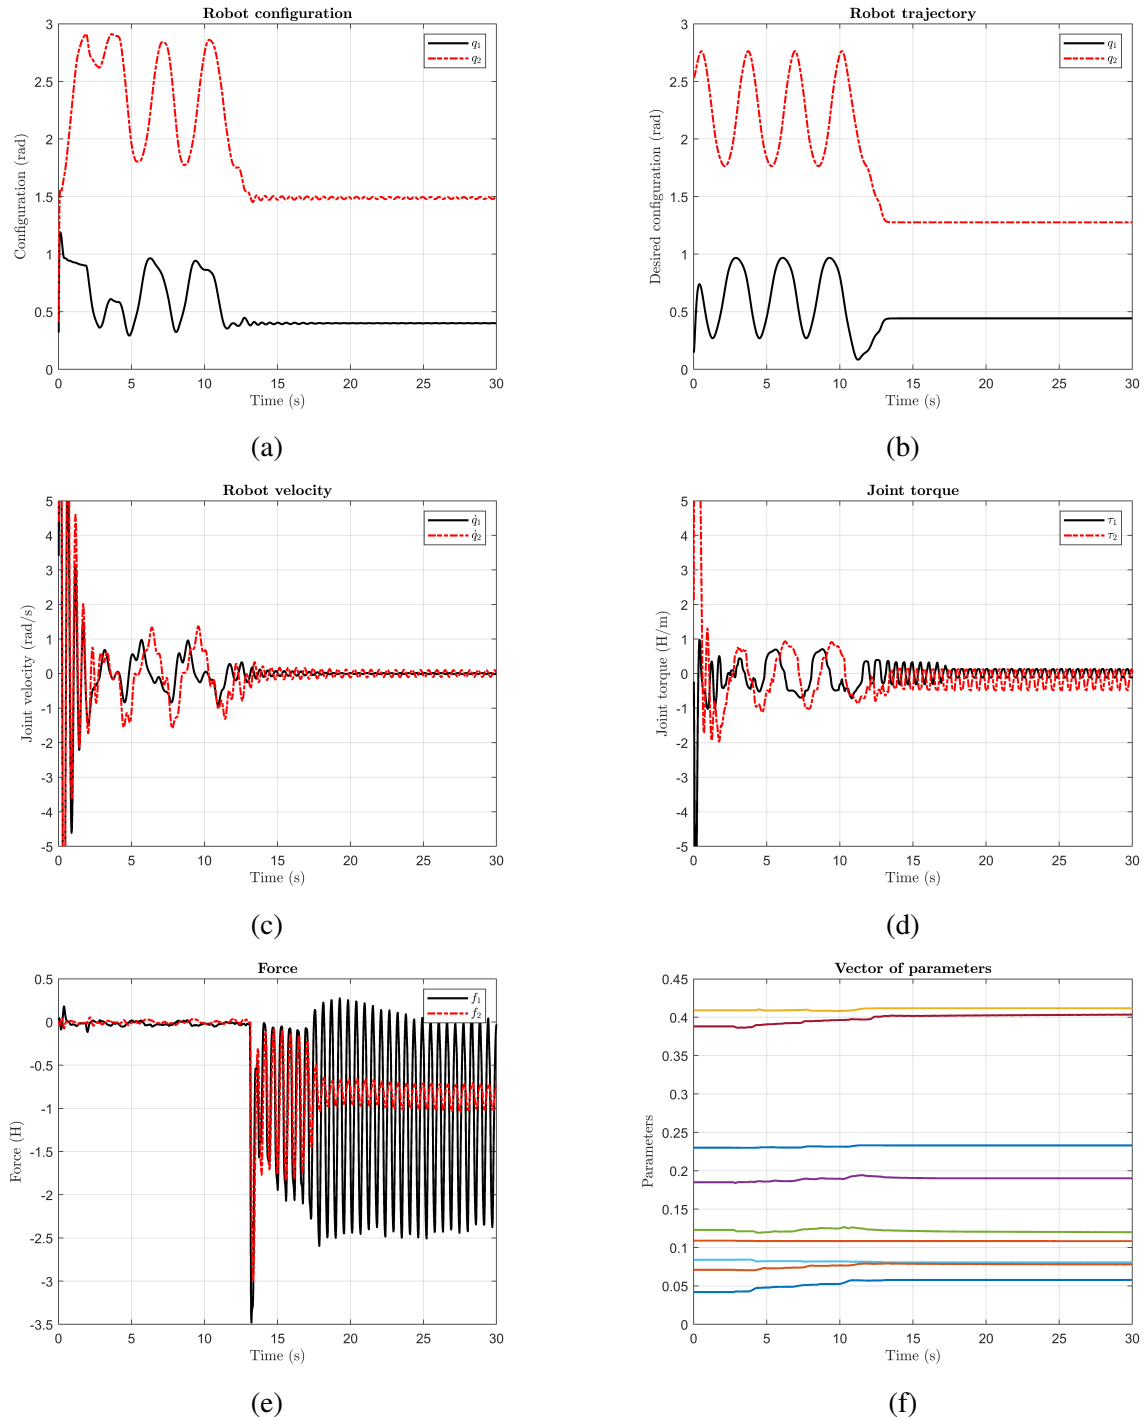 Robot configuration
3
2.5
2
1.5
1
0.5
0
Configuration (rad)
q1
q2
0 5 10 15 20 25 30
Time (s)
(a)
Robot trajectory
3
2.5
2
1.5
1
0.5
0
Desired configuration (rad)
q1
q2
0 5 10 15 20 25 30
Time (s)
(b)
Robot velocity
5
4
3
2
1
0
-1
-2
-3
-4
-5
Joint velocity (rad/s)
q̇1
q̇2
0 5 10 15 20 25 30
Time (s)
(c)
Joint torque
5
4
3
2
1
0
-1
-2
-3
-4
-5
Joint torque (H/m)
τ1
τ2
0 5 10 15 20 25 30
Time (s)
(d)
Force
0.5
0
-0.5
-1
-1.5
-2
-2.5
-3
-3.5
Force (H)
f1
f2
0 5 10 15 20 25 30
Time (s)
(e)
Vector of parameters
0.45
0.4
0.35
0.3
0.25
0.2
0.15
0.1
0.05
0
Parameters
0 5 10 15 20 25 30
Time (s)
(f)